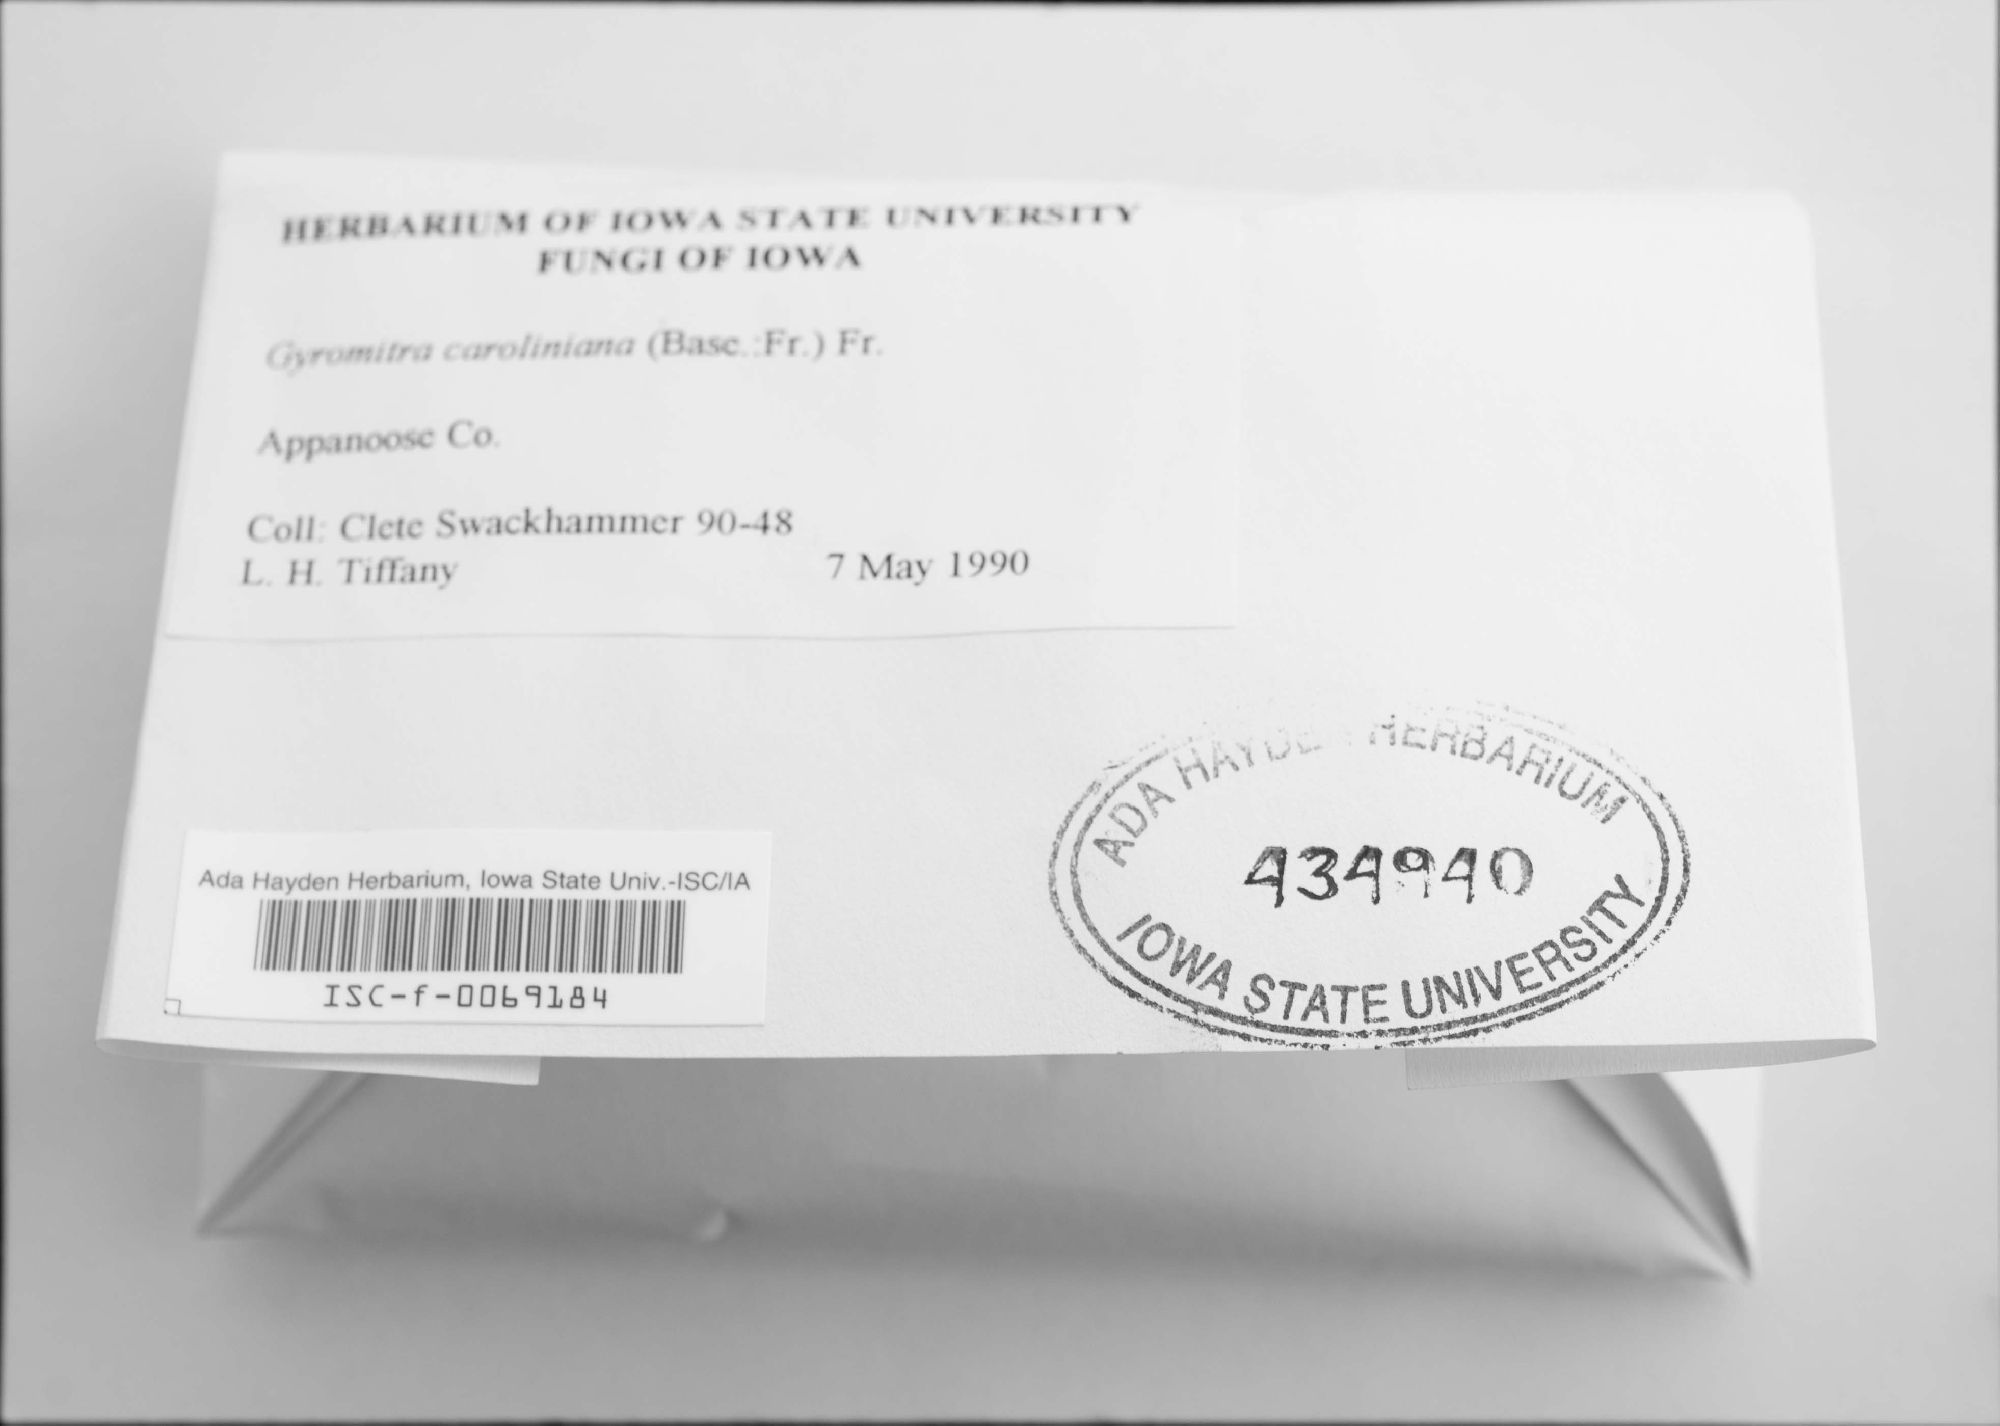 HERBARIUM OF IOWA STATE UNIVERSITY
FUNGI OF IOWA
Gyromitra caroliniana (Basc.:Fr.) Fr.
Appanoose Co.
Coll: Clete Swackhammer 90-48
L. H. Tiffany 7 May 1990
ADA HAYDEN HERBARIUM
434940
IOWA STATE UNIVERSITY
Ada Hayden Herbarium, Iowa State Univ.-ISC/IA
ISC-f-0069184